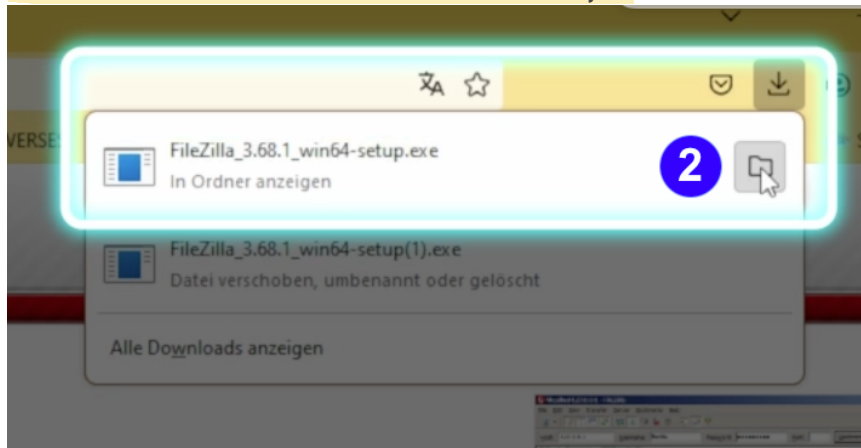 VERSE
FileZilla_3.68.1_win64-setup.exe
In Ordner anzeigen
2
FileZilla_3.68.1_win64-setup(1).exe
Datei verschoben, umbenannt oder gelöscht
Alle Downloads anzeigen